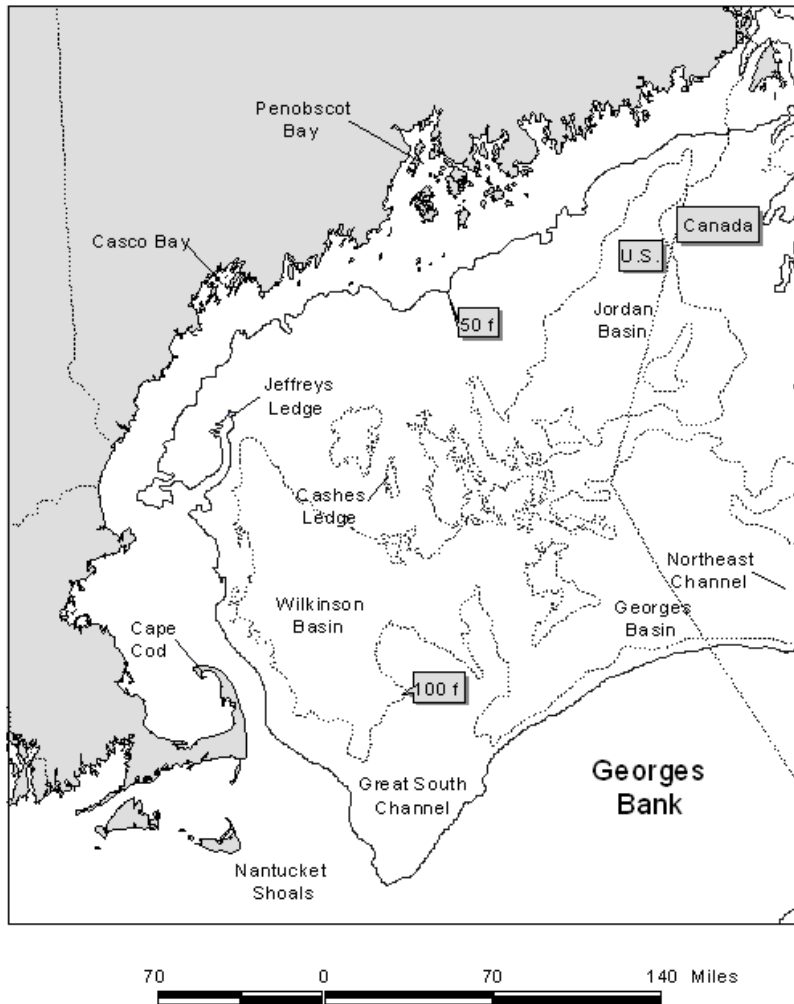 Penobscot
Bay
Canada
Casco Bay
U.S.
Jordan
Basin
50 f
Jeffreys
Ledge
Cashes
Ledge
Northeast
Channel
Wilkinson
Basin
Georges
Basin
Cape
Cod
100 f
Georges
Bank
Great South
Channel
Nantucket
Shoals
70 0 70 140 Miles